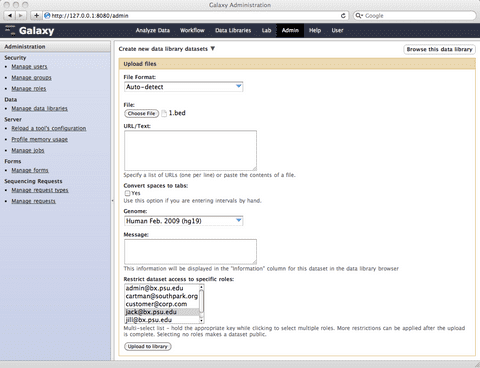 Galaxy Administration
http://127.0.0.1:8080/admin
Google
Galaxy
Analyze Data Workflow Data Libraries Lab Admin Help User
Administration
Security
Manage users
Manage groups
Manage roles
Data
Manage data libraries
Server
Reload a tool's configuration
Profile memory usage
Manage jobs
Forms
Manage forms
Sequencing Requests
Manage request types
Manage requests
Create new data library datasets
Browse this data library
Upload files
File Format:
Auto-detect
File:
Choose File 1.bed
URL/Text:
Specify a list of URLs (one per line) or paste the contents of a file.
Convert spaces to tabs:
Yes
Use this option if you are entering intervals by hand.
Genome:
Human Feb. 2009 (hg19)
Message:
This information will be displayed in the "Information" column for this dataset in the data library browser
Restrict dataset access to specific roles:
admin@bx.psu.edu
cartman@southpark.org
customer@corp.com
jack@bx.psu.edu
jill@bx.psu.edu
Multi-select list - hold the appropriate key while clicking to select multiple roles. More restrictions can be applied after the upload
is complete. Selecting no roles makes a dataset public.
Upload to library